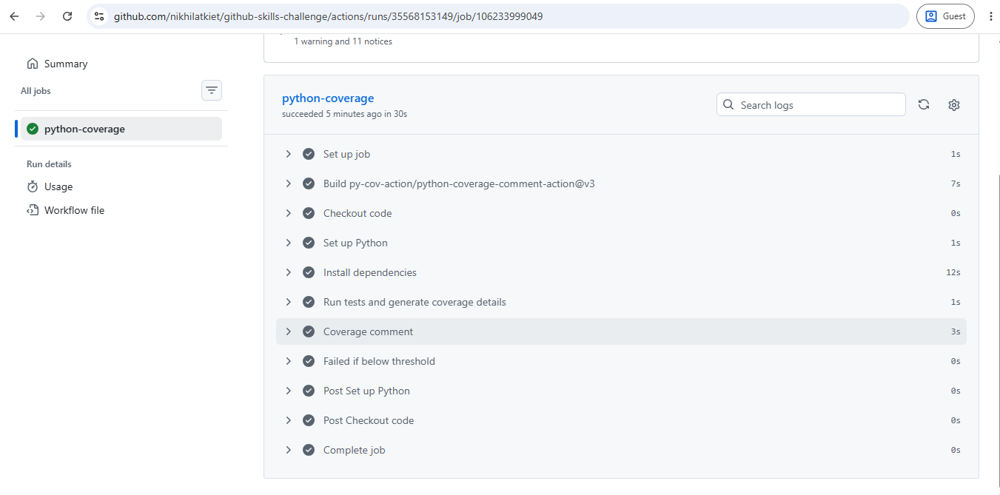 github.com/nikhilatkiet/github-skills-challenge/actions/runs/35568153149/job/106233999049
Guest
1 warning and 11 notices
Summary
All jobs
python-coverage
Run details
Usage
Workflow file
python-coverage
succeeded 5 minutes ago in 30s
Search logs
Set up job 1s
Build py-cov-action/python-coverage-comment-action@v3 7s
Checkout code 0s
Set up Python 1s
Install dependencies 12s
Run tests and generate coverage details 1s
Coverage comment 3s
Failed if below threshold 0s
Post Set up Python 0s
Post Checkout code 0s
Complete job 0s